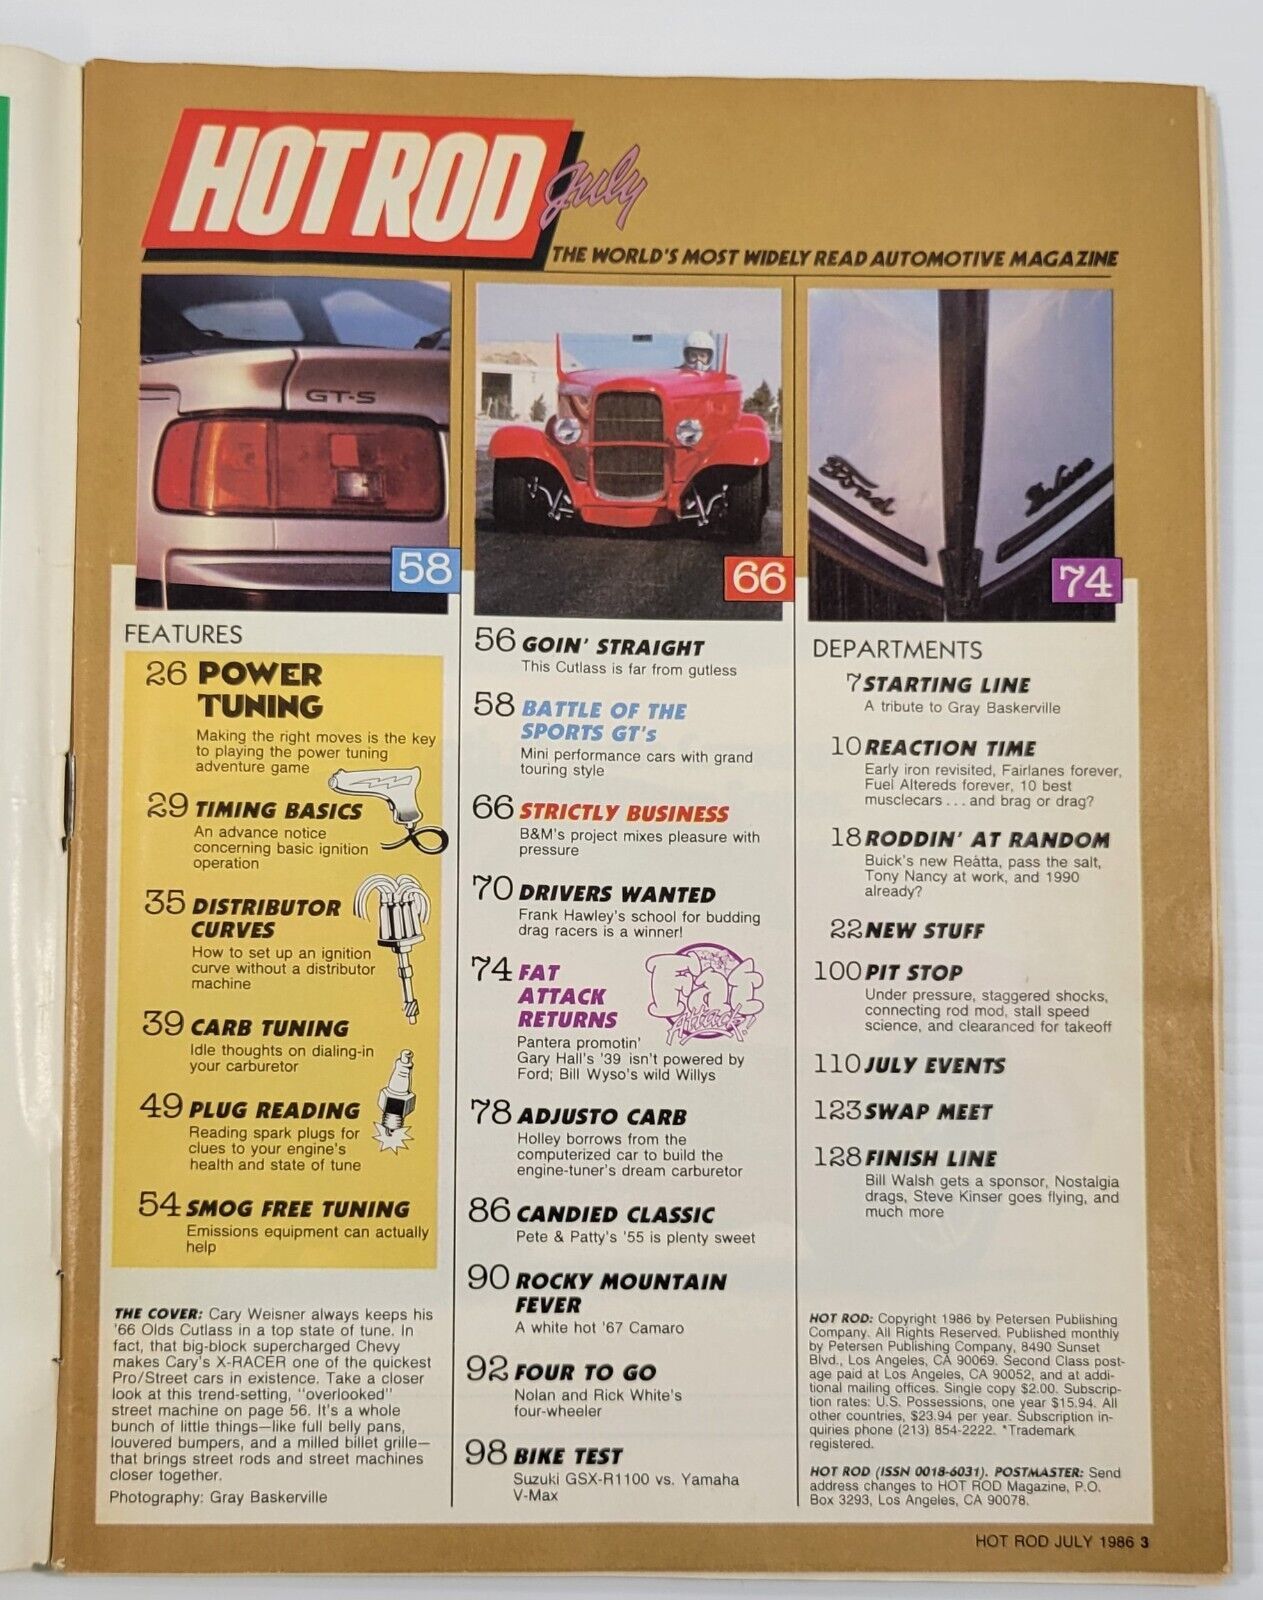 HOT ROD
July
THE WORLD'S MOST WIDELY READ AUTOMOTIVE MAGAZINE
GT-S
58
66
Ford
DeLuxe
74
FEATURES
26 POWER
TUNING
Making the right moves is the key
to playing the power tuning
adventure game
29 TIMING BASICS
An advance notice
concerning basic ignition
operation
35 DISTRIBUTOR
CURVES
How to set up an ignition
curve without a distributor
machine
39 CARB TUNING
Idle thoughts on dialing-in
your carburetor
49 PLUG READING
Reading spark plugs for
clues to your engine's
health and state of tune
54 SMOG FREE TUNING
Emissions equipment can actually
help
THE COVER: Cary Weisner always keeps his
'66 Olds Cutlass in a top state of tune. In
fact, that big-block supercharged Chevy
makes Cary's X-RACER one of the quickest
Pro/Street cars in existence. Take a closer
look at this trend-setting, "overlooked"
street machine on page 56. It's a whole
bunch of little things—like full belly pans,
louvered bumpers, and a milled billet grille—
that brings street rods and street machines
closer together.
Photography: Gray Baskerville
56 GOIN' STRAIGHT
This Cutlass is far from gutless
58 BATTLE OF THE
SPORTS GT's
Mini performance cars with grand
touring style
66 STRICTLY BUSINESS
B&M's project mixes pleasure with
pressure
70 DRIVERS WANTED
Frank Hawley's school for budding
drag racers is a winner!
74 FAT
ATTACK
RETURNS
Fat
Attack!
Pantera promotin'
Gary Hall's '39 isn't powered by
Ford; Bill Wyso's wild Willys
78 ADJUSTO CARB
Holley borrows from the
computerized car to build the
engine-tuner's dream carburetor
86 CANDIED CLASSIC
Pete & Patty's '55 is plenty sweet
90 ROCKY MOUNTAIN
FEVER
A white hot '67 Camaro
92 FOUR TO GO
Nolan and Rick White's
four-wheeler
98 BIKE TEST
Suzuki GSX-R1100 vs. Yamaha
V-Max
DEPARTMENTS
7 STARTING LINE
A tribute to Gray Baskerville
10 REACTION TIME
Early iron revisited, Fairlanes forever,
Fuel Altereds forever, 10 best
musclecars . . . and brag or drag?
18 RODDIN' AT RANDOM
Buick's new Reátta, pass the salt,
Tony Nancy at work, and 1990
already?
22 NEW STUFF
100 PIT STOP
Under pressure, staggered shocks,
connecting rod mod, stall speed
science, and clearanced for takeoff
110 JULY EVENTS
123 SWAP MEET
128 FINISH LINE
Bill Walsh gets a sponsor, Nostalgia
drags, Steve Kinser goes flying, and
much more
HOT ROD: Copyright 1986 by Petersen Publishing
Company. All Rights Reserved. Published monthly
by Petersen Publishing Company, 8490 Sunset
Blvd., Los Angeles, CA 90069. Second Class post-
age paid at Los Angeles, CA 90052, and at addi-
tional mailing offices. Single copy $2.00. Subscrip-
tion rates: U.S. Possessions, one year $15.94. All
other countries, $23.94 per year. Subscription in-
quiries phone (213) 854-2222. *Trademark
registered.
HOT ROD (ISSN 0018-6031). POSTMASTER: Send
address changes to HOT ROD Magazine, P.O.
Box 3293, Los Angeles, CA 90078.
HOT ROD JULY 1986 3